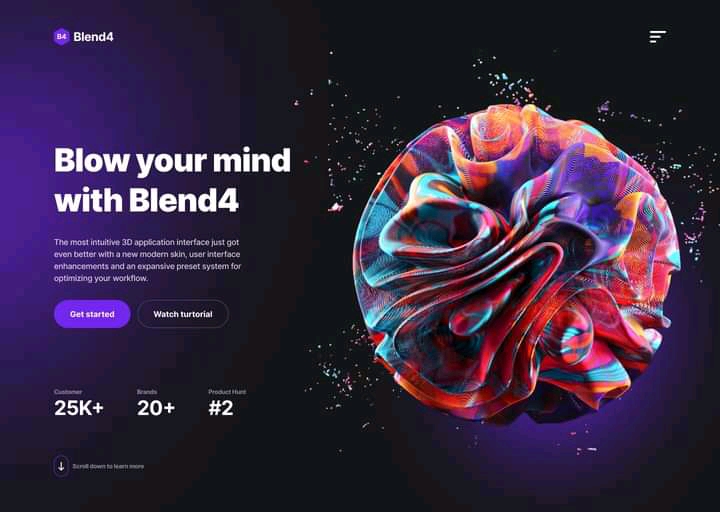 B4 Blend4
Blow your mind
with Blend4
The most intuitive 3D application interface just got
even better with a new modern skin, user interface
enhancements and an expansive preset system for
optimizing your workflow.
Get started
Watch turtorial
Customer
25K+
Brands
20+
Product Hunt
#2
Scroll down to learn more